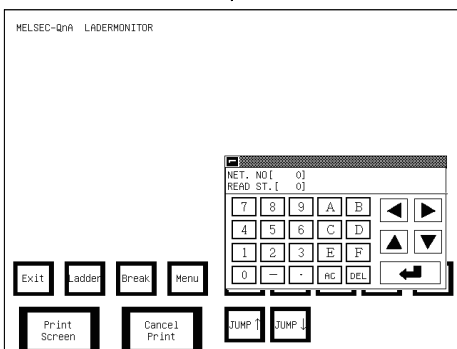 MELSEC-QnA LADERMONITOR
NET. NO[ 0]
READ ST.[ 0]
7 8 9 A B
4 5 6 C D
1 2 3 E F
0 - · AC DEL
Exit Ladder Break Menu
Print
Screen
Cancel
Print
JUMP ↑ JUMP ↓